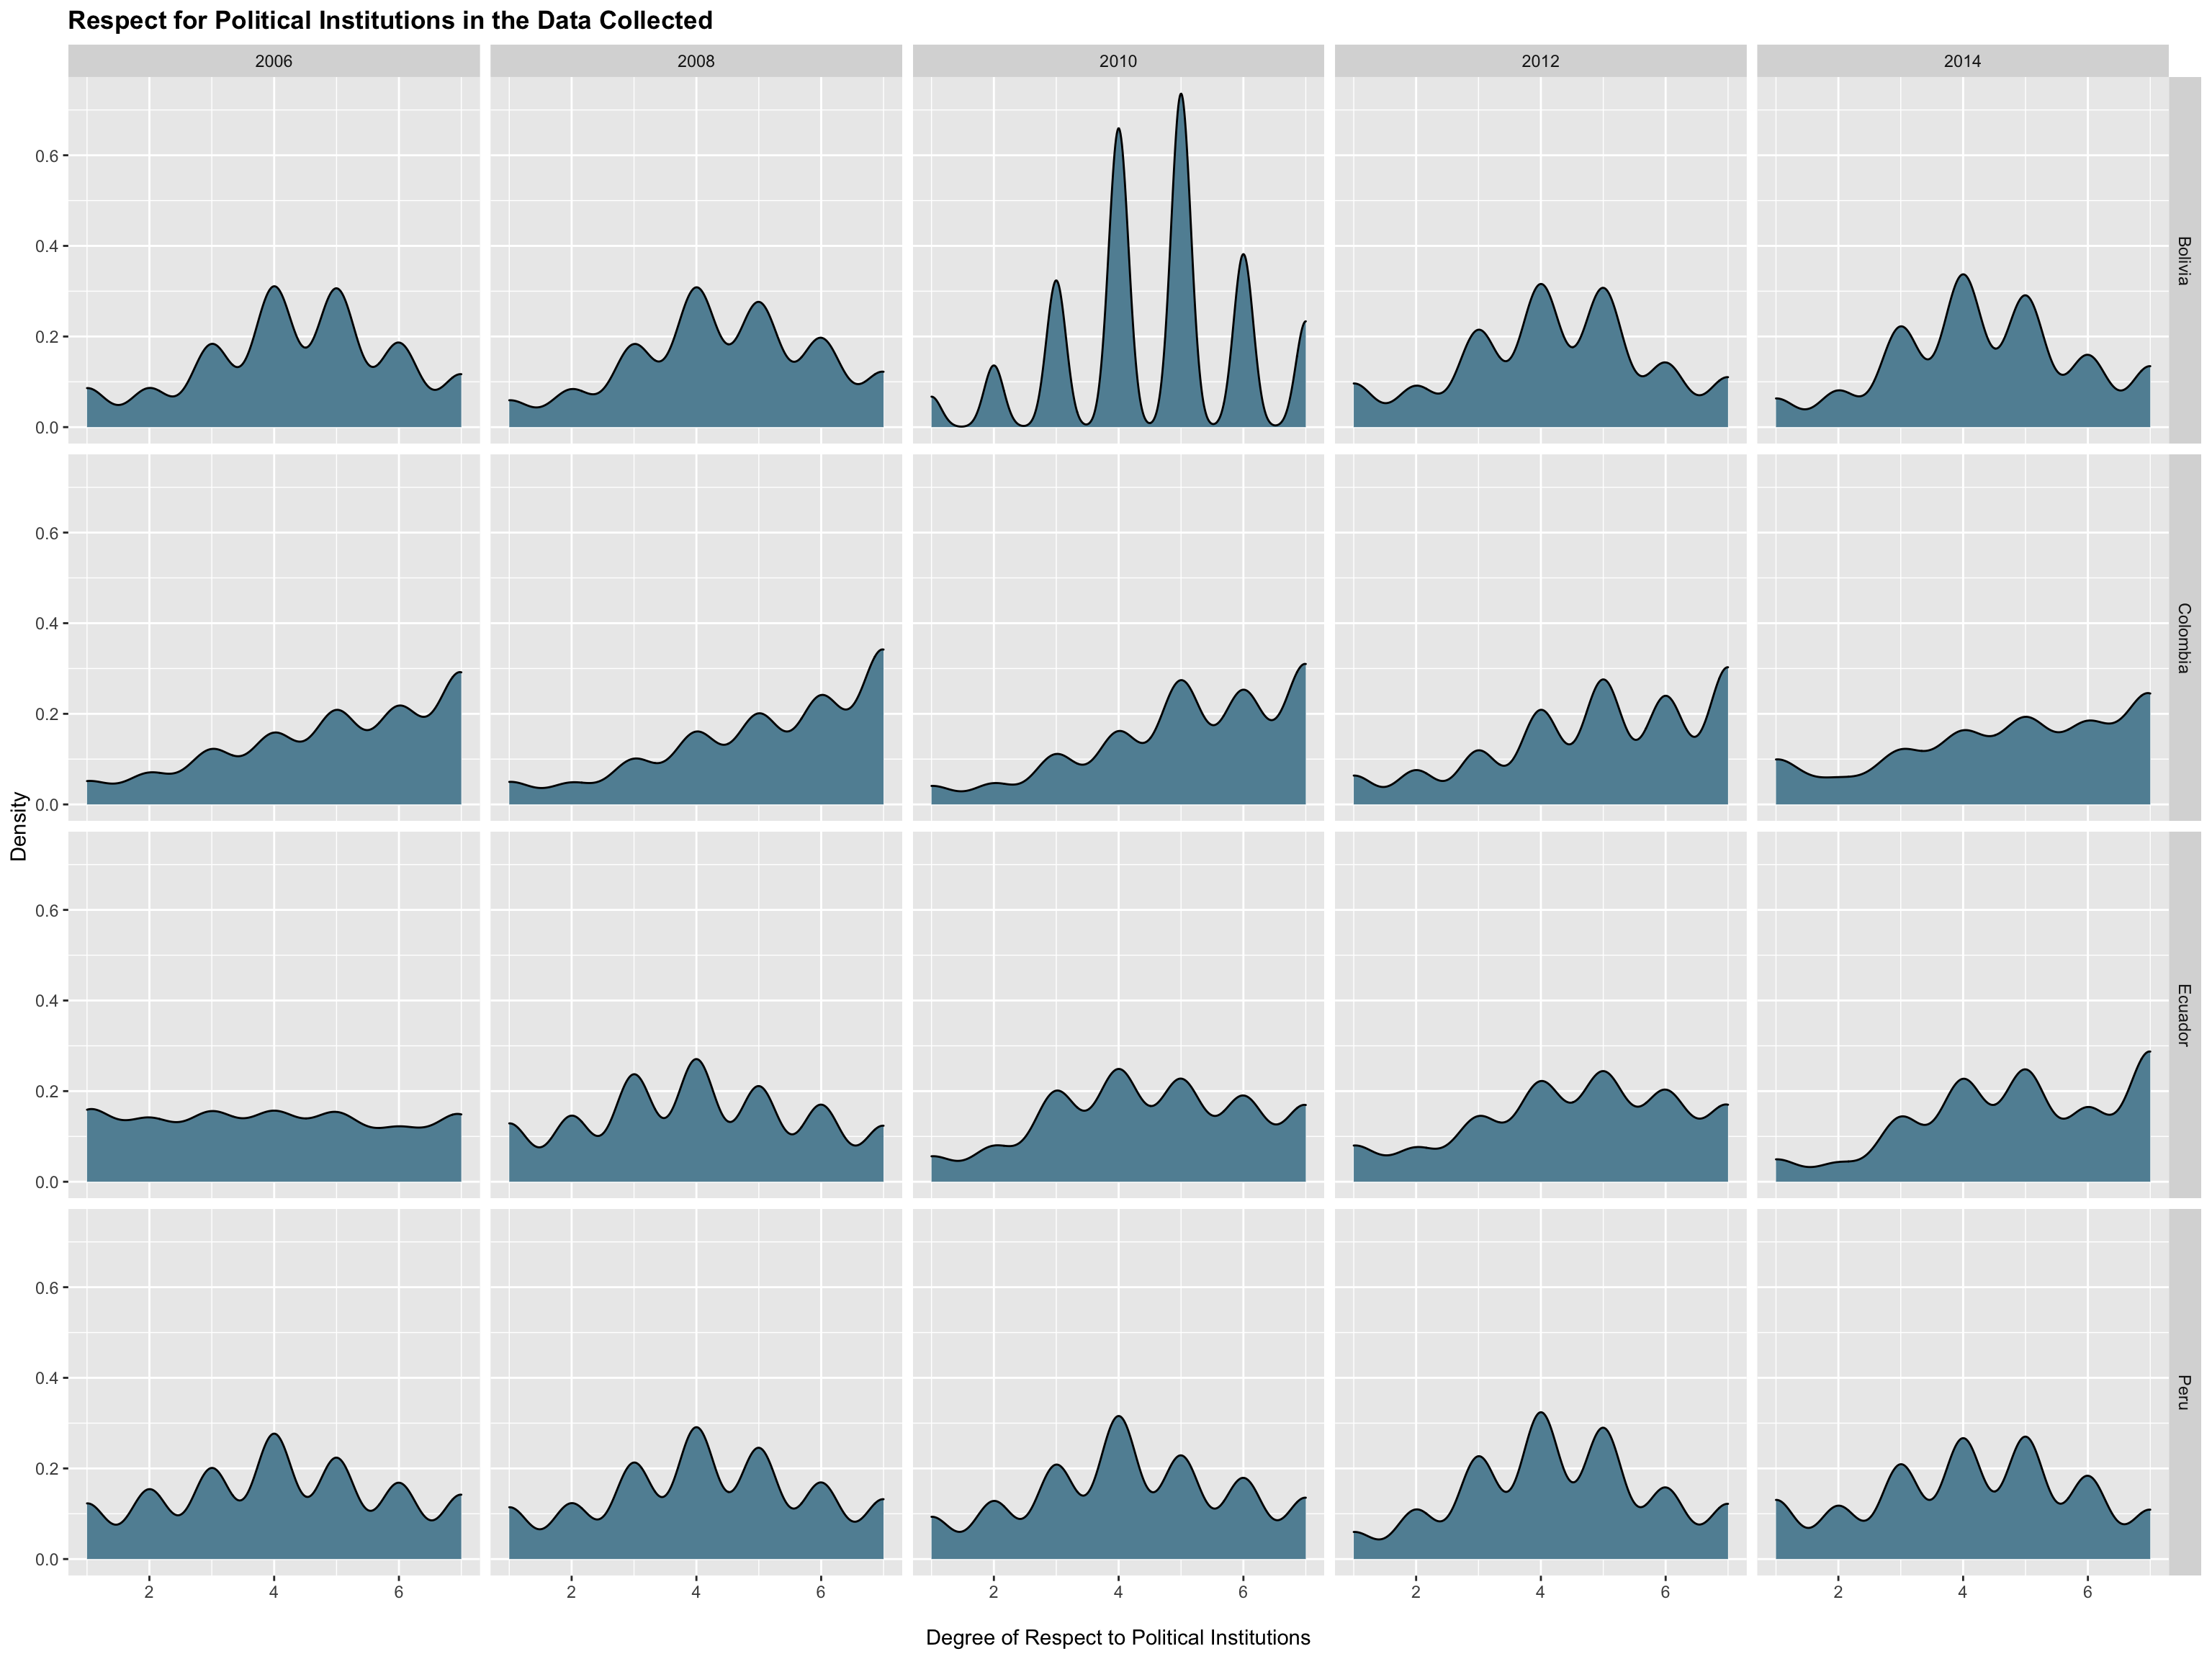 Respect for Political Institutions in the Data Collected
2006 2008 2010 2012 2014
0.6
0.4
0.2
0.0
Bolivia
0.6
0.4
0.2
0.0
Colombia
Density
0.6
0.4
0.2
0.0
Ecuador
0.6
0.4
0.2
0.0
Peru
2 4 6 2 4 6 2 4 6 2 4 6 2 4 6
Degree of Respect to Political Institutions